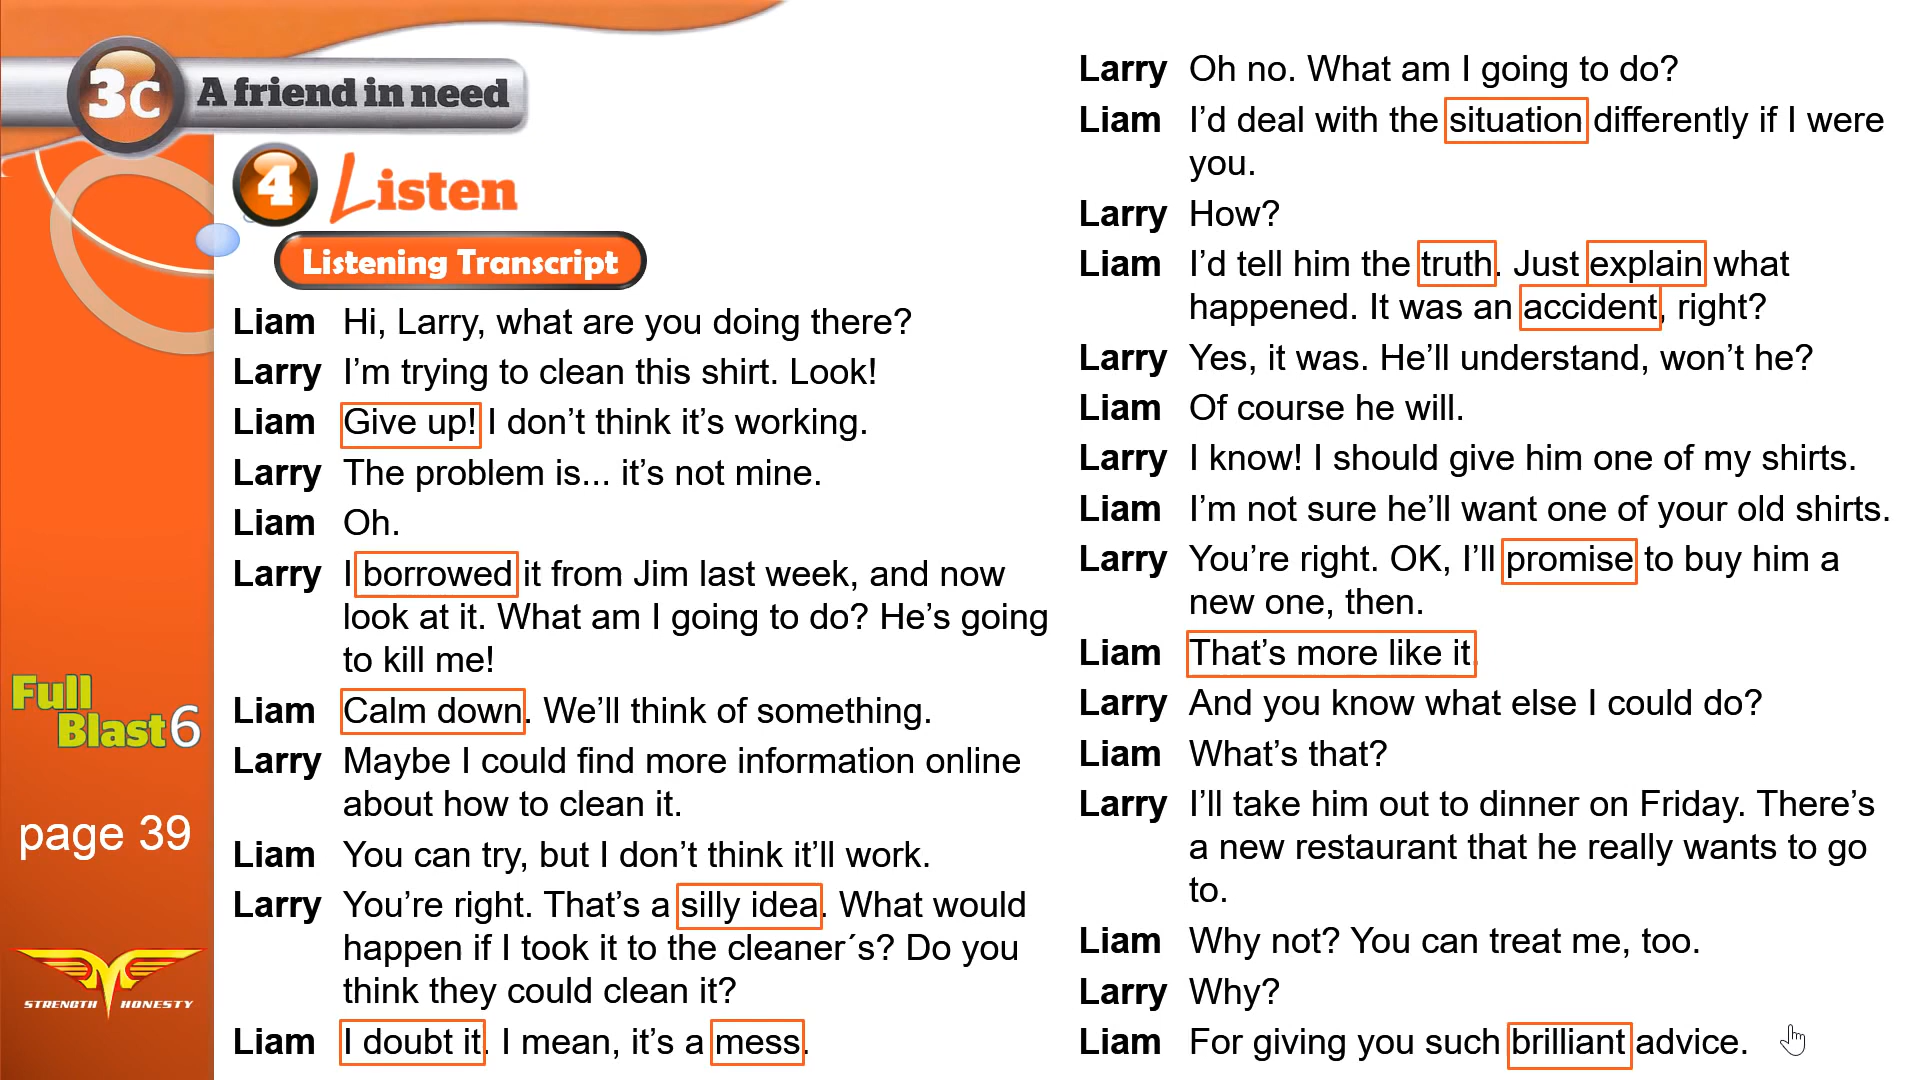 3c A friend in need
4 Listen
Listening Transcript
Liam Hi, Larry, what are you doing there?
Larry I'm trying to clean this shirt. Look!
Liam Give up! I don't think it's working.
Larry The problem is... it's not mine.
Liam Oh.
Larry I borrowed it from Jim last week, and now
look at it. What am I going to do? He's going
to kill me!
Liam Calm down. We'll think of something.
Larry Maybe I could find more information online
about how to clean it.
Liam You can try, but I don't think it'll work.
Larry You're right. That's a silly idea. What would
happen if I took it to the cleaner´s? Do you
think they could clean it?
Liam I doubt it. I mean, it's a mess.
Larry Oh no. What am I going to do?
Liam I'd deal with the situation differently if I were
you.
Larry How?
Liam I'd tell him the truth. Just explain what
happened. It was an accident, right?
Larry Yes, it was. He'll understand, won't he?
Liam Of course he will.
Larry I know! I should give him one of my shirts.
Liam I'm not sure he'll want one of your old shirts.
Larry You're right. OK, I'll promise to buy him a
new one, then.
Liam That's more like it.
Larry And you know what else I could do?
Liam What's that?
Larry I'll take him out to dinner on Friday. There's
a new restaurant that he really wants to go
to.
Liam Why not? You can treat me, too.
Larry Why?
Liam For giving you such brilliant advice.
Full
Blast 6
page 39
STRENGTH HONESTY